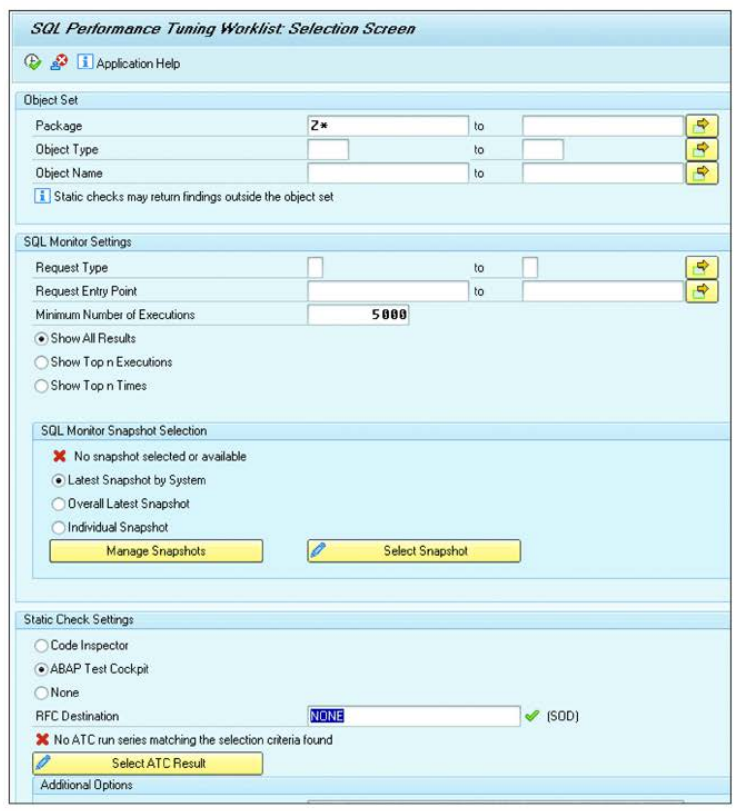 SQL Performance Tuning Worklist: Selection Screen
Application Help
Object Set
Package Z* to
Object Type to
Object Name to
Static checks may return findings outside the object set
SQL Monitor Settings
Request Type to
Request Entry Point to
Minimum Number of Executions 5000
Show All Results
Show Top n Executions
Show Top n Times
SQL Monitor Snapshot Selection
No snapshot selected or available
Latest Snapshot by System
Overall Latest Snapshot
Individual Snapshot
Manage Snapshots Select Snapshot
Static Check Settings
Code Inspector
ABAP Test Cockpit
None
RFC Destination NONE (SOD)
No ATC run series matching the selection criteria found
Select ATC Result
Additional Options